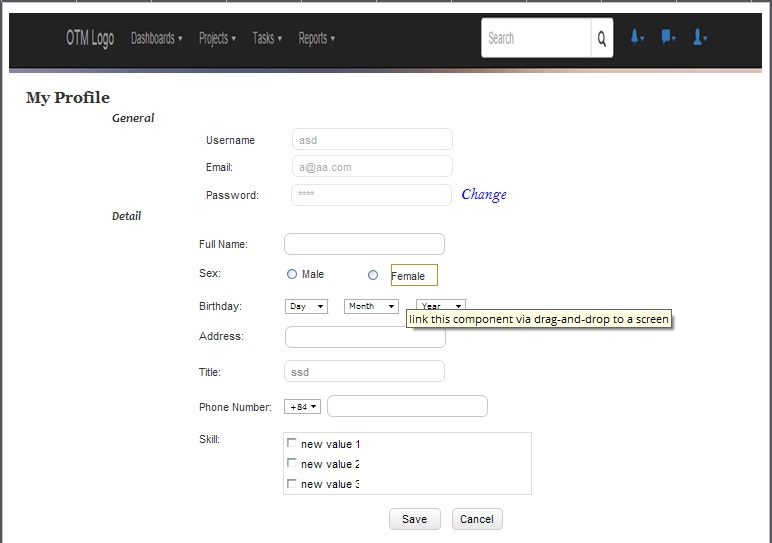 OTM Logo Dashboards Projects Tasks Reports Search
My Profile
General
Username asd
Email: a@aa.com
Password: **** Change
Detail
Full Name:
Sex: Male Female
Birthday: Day Month Year
link this component via drag-and-drop to a screen
Address:
Title: ssd
Phone Number: +84
Skill: new value 1
new value 2
new value 3
Save Cancel